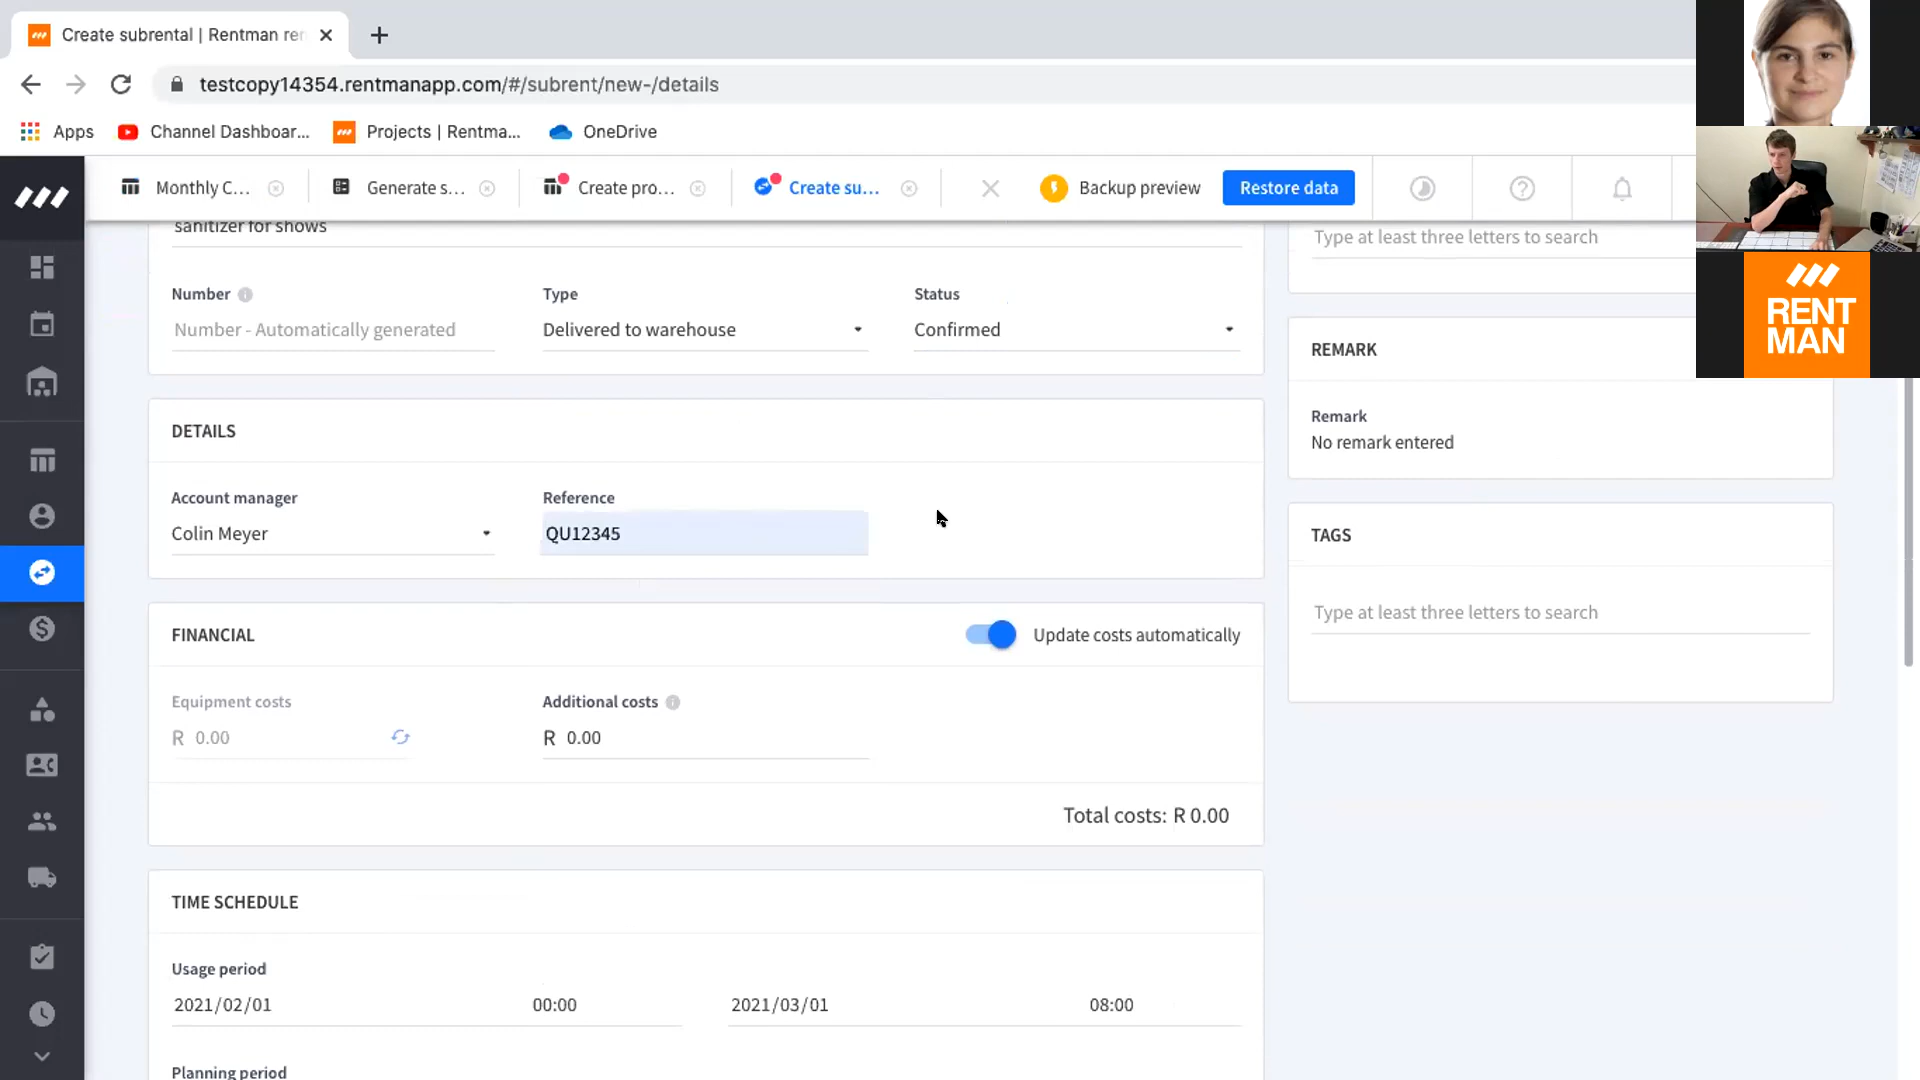 Create subrental | Rentman re
testcopy14354.rentmanapp.com/#/subrent/new-/details
Apps
Channel Dashboar...
Projects | Rentma...
OneDrive
Monthly C...
Generate s...
Create pro...
Create su...
Backup preview
Restore data
sanitizer for shows
Type at least three letters to search
Number
Type
Status
Number - Automatically generated
Delivered to warehouse
Confirmed
RENT
MAN
REMARK
Remark
No remark entered
DETAILS
Account manager
Reference
Colin Meyer
QU12345
TAGS
Type at least three letters to search
FINANCIAL
Update costs automatically
Equipment costs
Additional costs
R 0.00
R 0.00
Total costs: R 0.00
TIME SCHEDULE
Usage period
2021/02/01
00:00
2021/03/01
08:00
Planning period